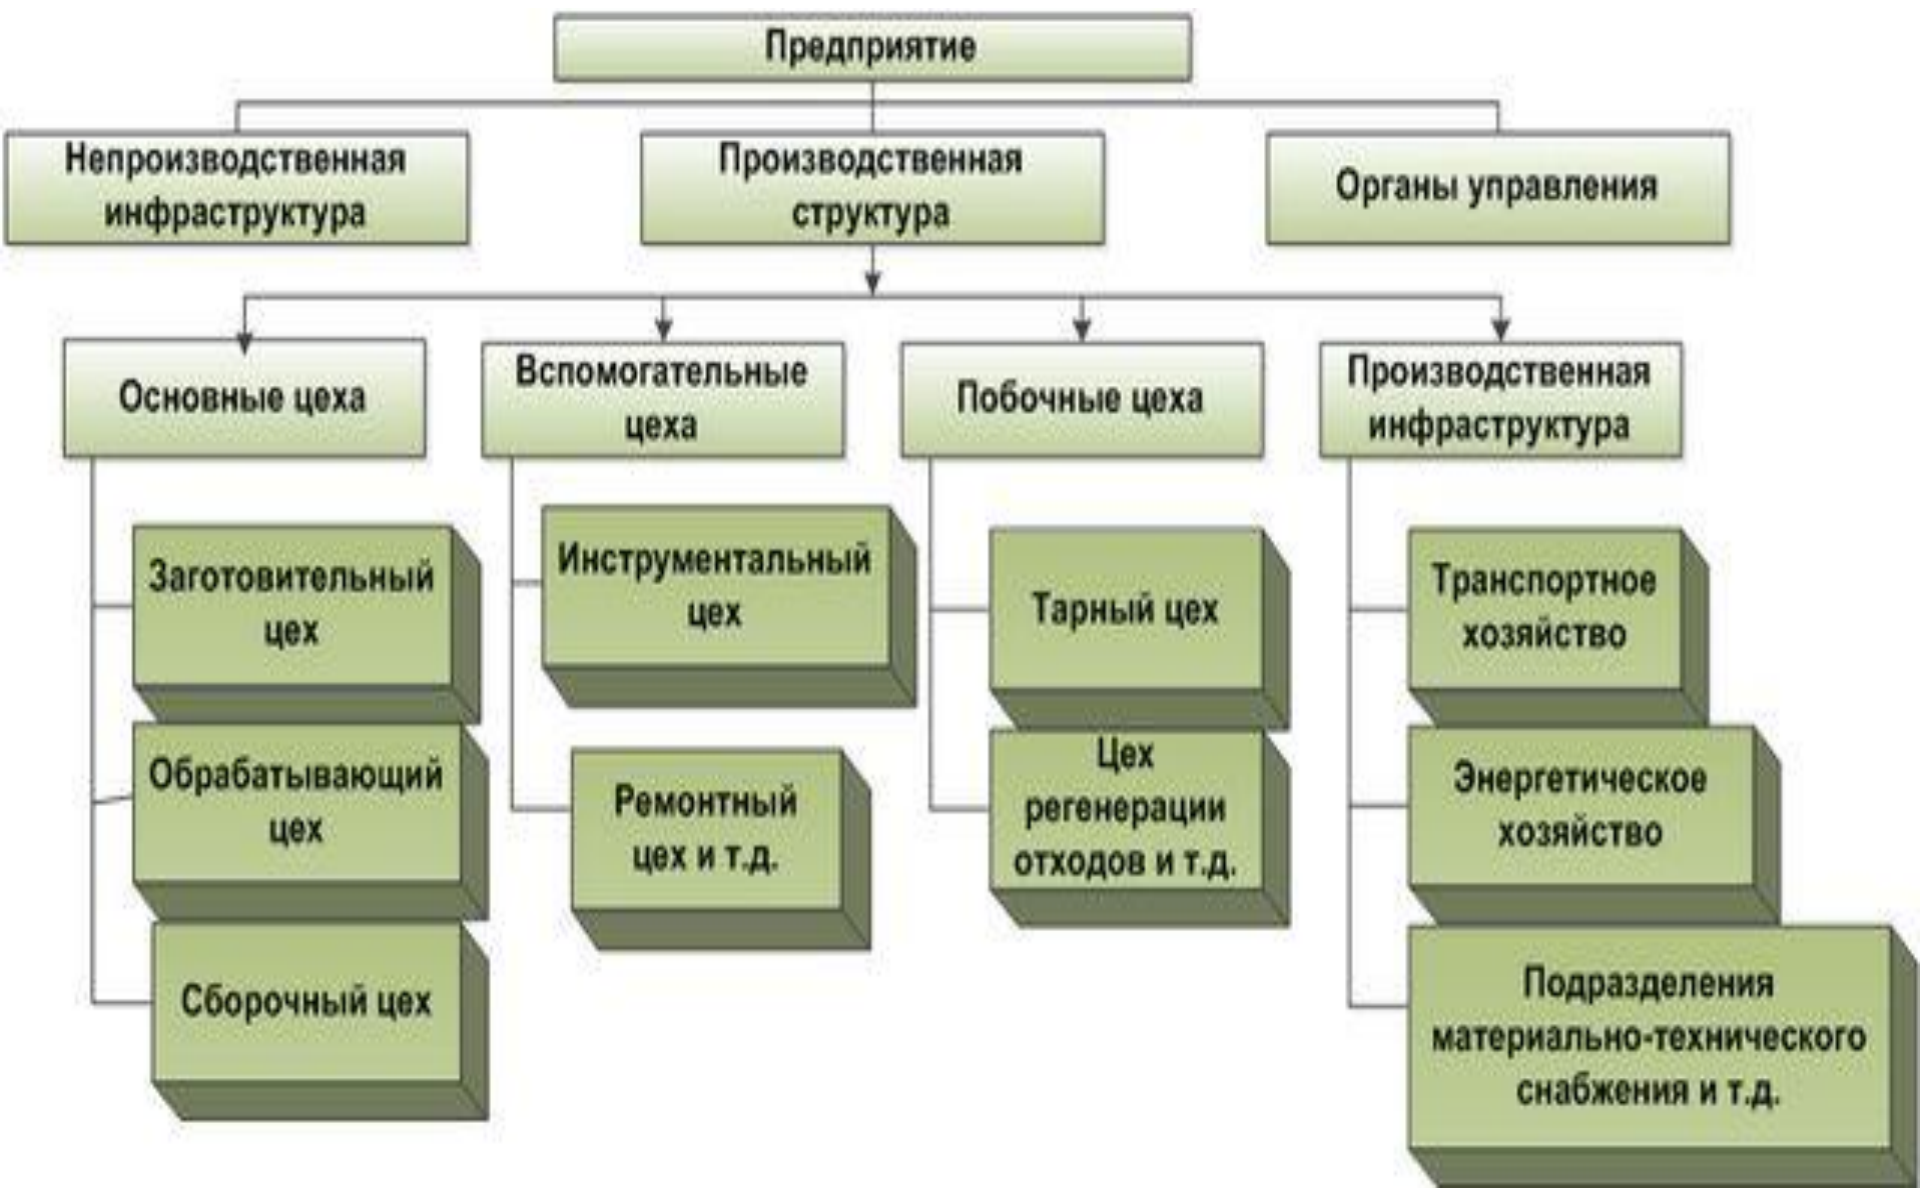 Предприятие
Непроизводственная
инфраструктура
Производственная
структура
Органы управления
Основные цеха
Вспомогательные
цеха
Побочные цеха
Производственная
инфраструктура
Заготовительный
цех
Обрабатывающий
цех
Сборочный цех
Инструментальный
цех
Ремонтный
цех и т.д.
Тарный цех
Цех
регенерации
отходов и т.д.
Транспортное
хозяйство
Энергетическое
хозяйство
Подразделения
материально-технического
снабжения и т.д.